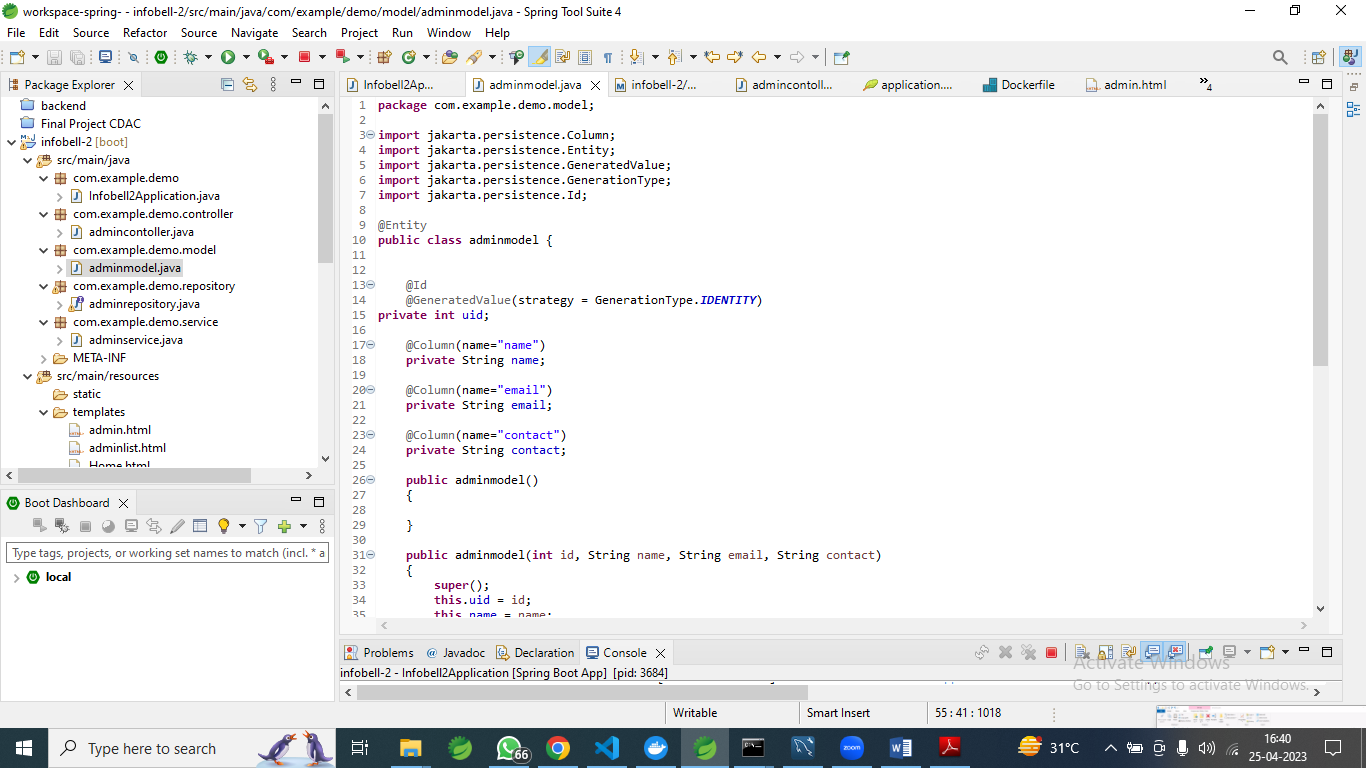 workspace-spring- - infobell-2/src/main/java/com/example/demo/model/adminmodel.java - Spring Tool Suite 4
File Edit Source Refactor Source Navigate Search Project Run Window Help
Package Explorer
backend
Final Project CDAC
infobell-2 [boot]
src/main/java
com.example.demo
Infobell2Application.java
com.example.demo.controller
admincontoller.java
com.example.demo.model
adminmodel.java
com.example.demo.repository
adminrepository.java
com.example.demo.service
adminservice.java
META-INF
src/main/resources
static
templates
admin.html
adminlist.html
Home.html
Boot Dashboard
Type tags, projects, or working set names to match (incl. * a
local
Infobell2Ap... adminmodel.java infobell-2/... admincontoll... application.... Dockerfile admin.html 4
1 package com.example.demo.model;
2
3 import jakarta.persistence.Column;
4 import jakarta.persistence.Entity;
5 import jakarta.persistence.GeneratedValue;
6 import jakarta.persistence.GenerationType;
7 import jakarta.persistence.Id;
8
9 @Entity
10 public class adminmodel {
11
12
13 @Id
14 @GeneratedValue(strategy = GenerationType.IDENTITY)
15 private int uid;
16
17 @Column(name="name")
18 private String name;
19
20 @Column(name="email")
21 private String email;
22
23 @Column(name="contact")
24 private String contact;
25
26 public adminmodel()
27 {
28
29 }
30
31 public adminmodel(int id, String name, String email, String contact)
32 {
33 super();
34 this.uid = id;
35 this.name = name;
Problems Javadoc Declaration Console
infobell-2 - Infobell2Application [Spring Boot App] [pid: 3684]
Activate Windows
Go to Settings to activate Windows.
Writable Smart Insert 55 : 41 : 1018
Type here to search
66
zoom
31°C
16:40
25-04-2023